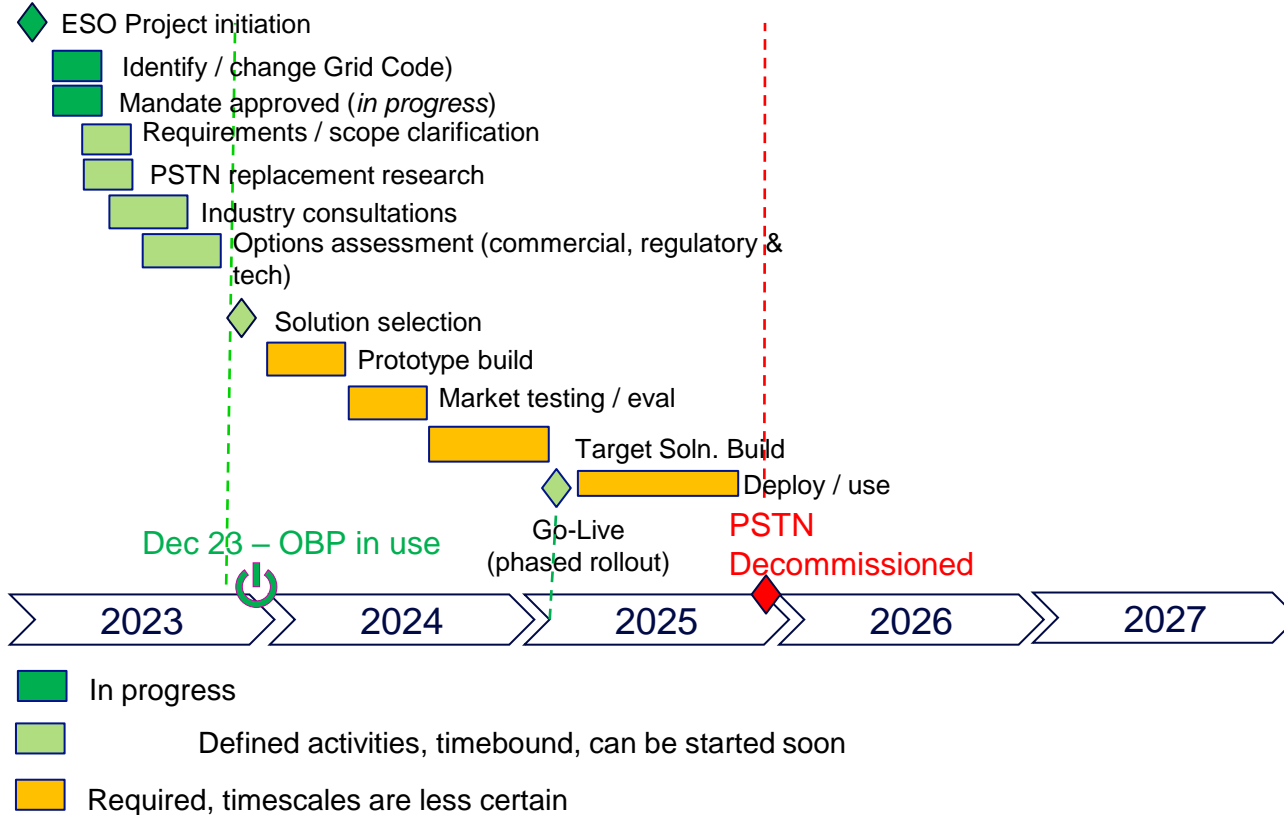 ESO Project initiation
Identify / change Grid Code)
Mandate approved (in progress)
Requirements / scope clarification
PSTN replacement research
Industry consultations
Options assessment (commercial, regulatory &
tech)
Solution selection
Prototype build
Market testing / eval
Target Soln. Build
Deploy / use
Go-Live
(phased rollout)
PSTN
Decommissioned
Dec 23 – OBP in use
2023
2024
2025
2026
2027
In progress
Defined activities, timebound, can be started soon
Required, timescales are less certain